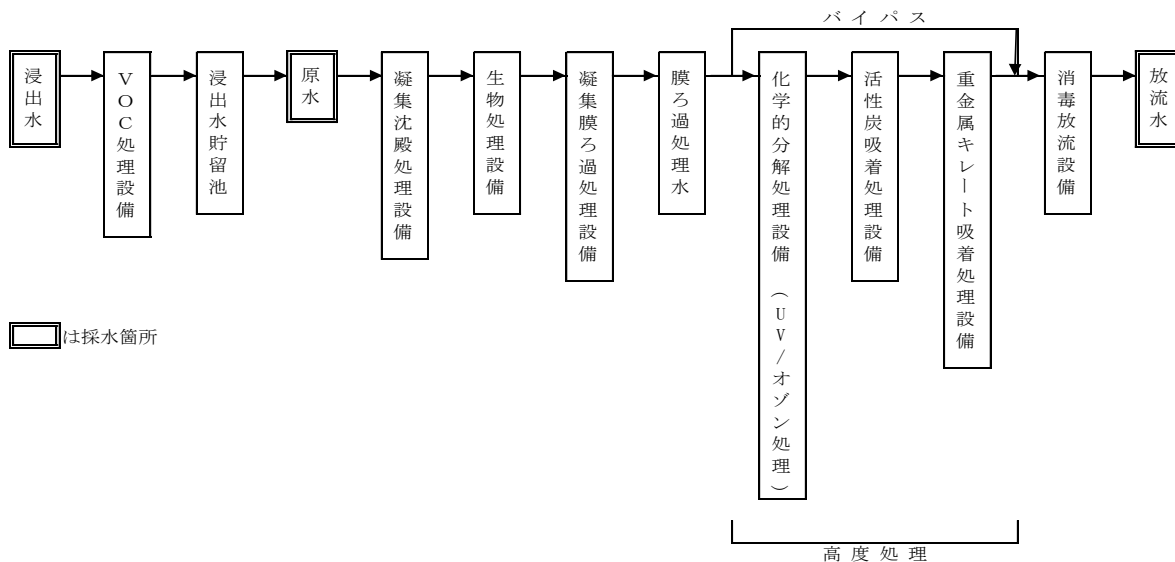 バイパス
浸出水
VOC処理設備
浸出水貯留池
原水
凝集沈殿処理設備
生物処理設備
凝集膜ろ過処理設備
膜ろ過処理水
化学的分解処理設備（UV/オゾン処理）
活性炭吸着処理設備
重金属キレート吸着処理設備
消毒放流設備
放流水
は採水箇所
高度処理